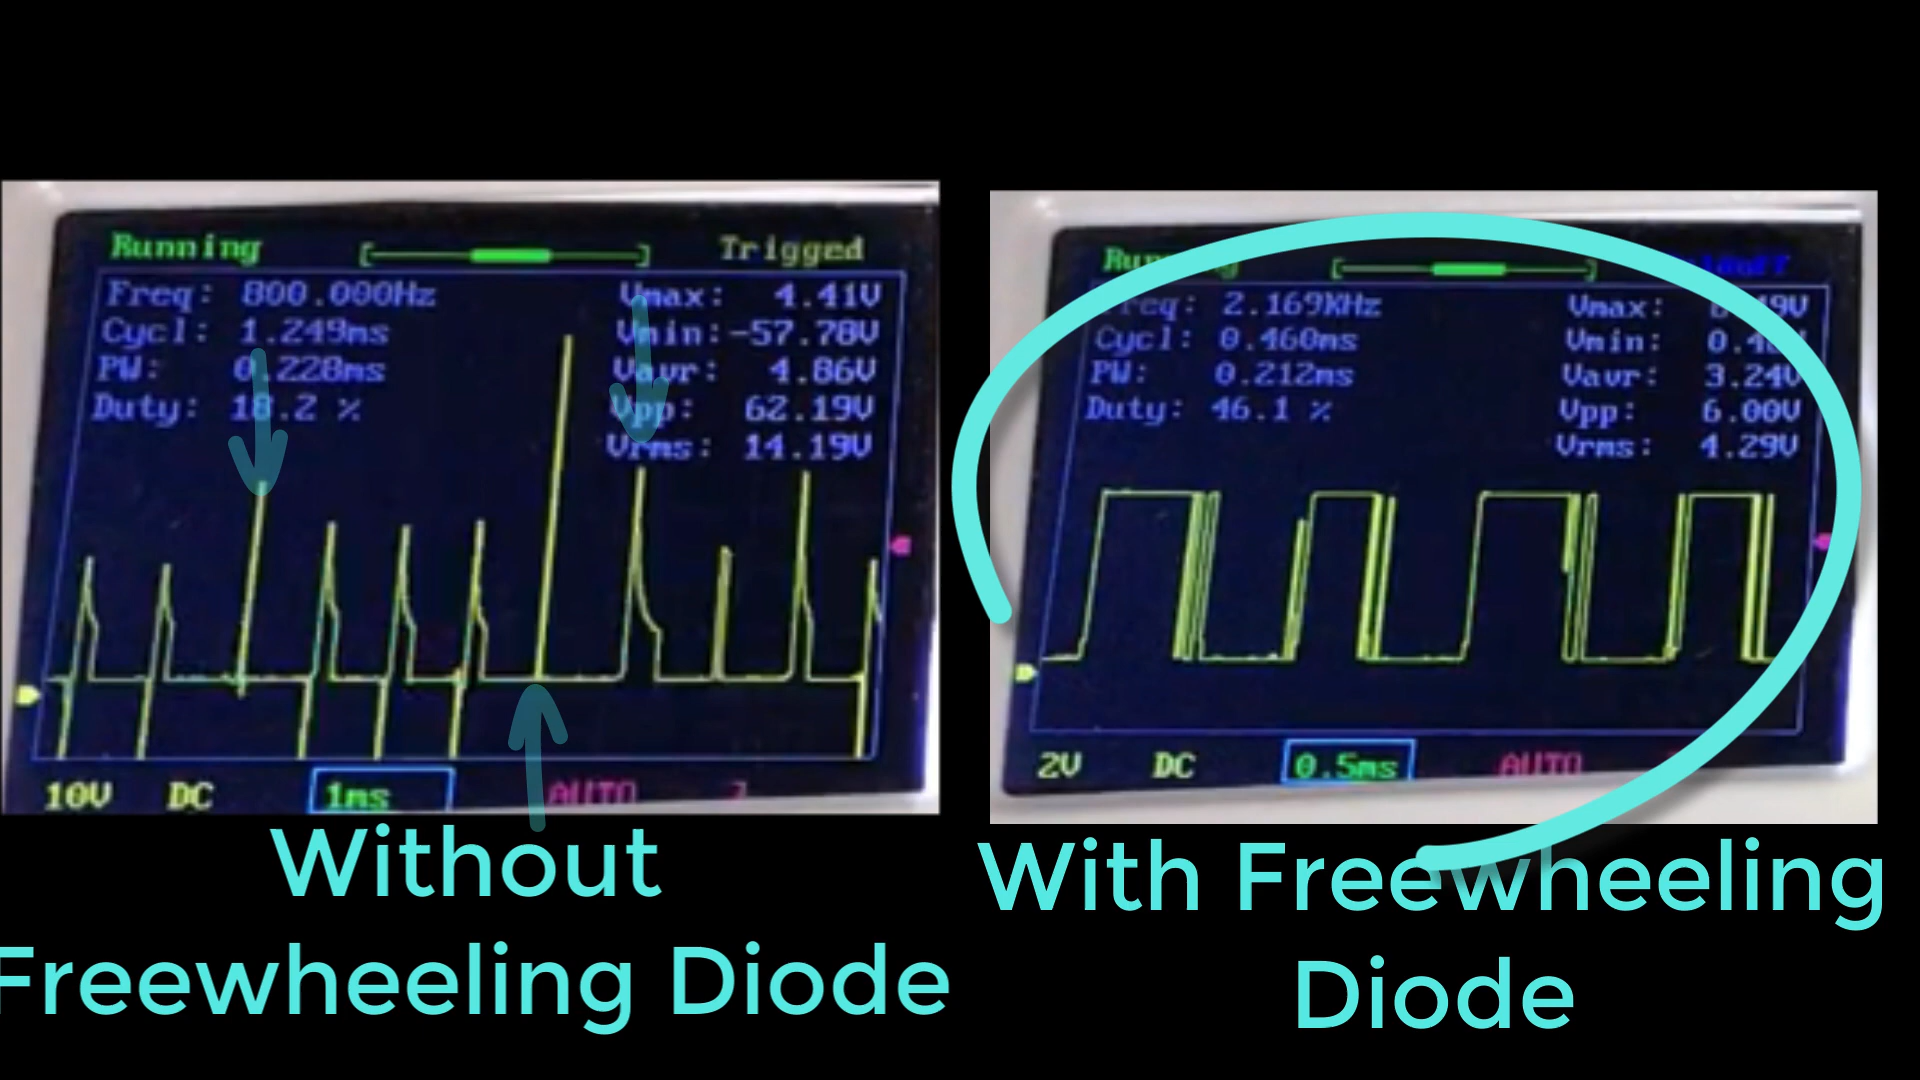 Running Trigged
Freq: 800.000Hz Vmax: 4.41V
Cycl: 1.249ms Vmin:-57.78V
PW: 0.228ms Vavr: 4.86V
Duty: 18.2 % Vpp: 62.19V
Vrms: 14.19V
10V DC 1ms AUTO
Without
Freewheeling Diode
Freq: 2.169KHz Vmax:
Cycl: 0.460ms Vmin:
PW: 0.212ms Vavr: 3.24V
Duty: 46.1 % Vpp: 6.00V
Vrms: 4.29V
2V DC 0.5ms AUTO
With Freewheeling
Diode